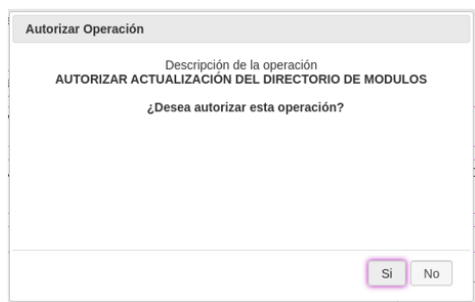 Autorizar Operación
Descripción de la operación
AUTORIZAR ACTUALIZACIÓN DEL DIRECTORIO DE MODULOS
¿Desea autorizar esta operación?
Si No